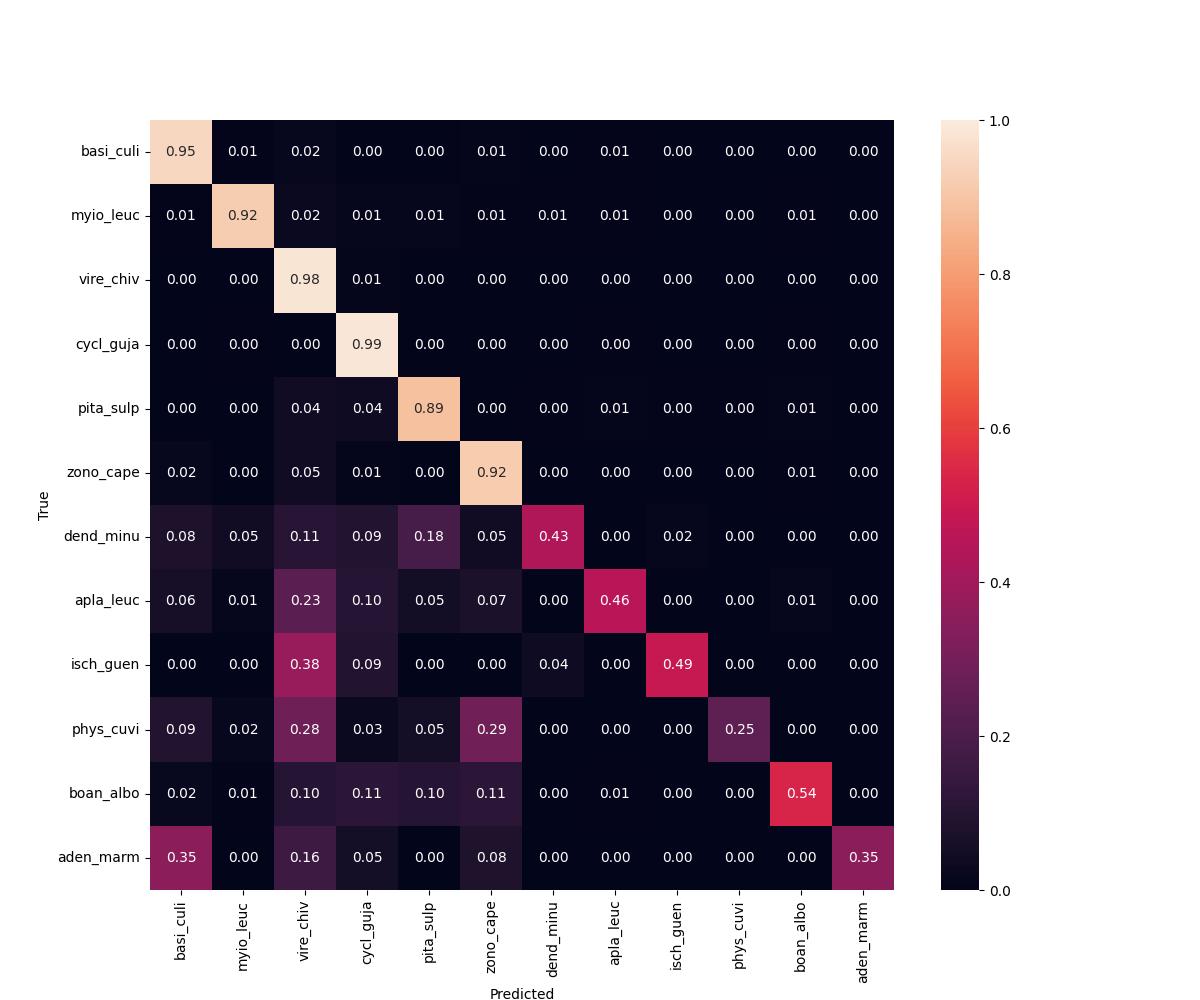 basi_culi 0.95 0.01 0.02 0.00 0.00 0.01 0.00 0.01 0.00 0.00 0.00 0.00
myio_leuc 0.01 0.92 0.02 0.01 0.01 0.01 0.01 0.01 0.00 0.00 0.01 0.00
vire_chiv 0.00 0.00 0.98 0.01 0.00 0.00 0.00 0.00 0.00 0.00 0.00 0.00
cycl_guja 0.00 0.00 0.00 0.99 0.00 0.00 0.00 0.00 0.00 0.00 0.00 0.00
pita_sulp 0.00 0.00 0.04 0.04 0.89 0.00 0.00 0.01 0.00 0.00 0.01 0.00
zono_cape 0.02 0.00 0.05 0.01 0.00 0.92 0.00 0.00 0.00 0.00 0.01 0.00
dend_minu 0.08 0.05 0.11 0.09 0.18 0.05 0.43 0.00 0.02 0.00 0.00 0.00
apla_leuc 0.06 0.01 0.23 0.10 0.05 0.07 0.00 0.46 0.00 0.00 0.01 0.00
isch_guen 0.00 0.00 0.38 0.09 0.00 0.00 0.04 0.00 0.49 0.00 0.00 0.00
phys_cuvi 0.09 0.02 0.28 0.03 0.05 0.29 0.00 0.00 0.00 0.25 0.00 0.00
boan_albo 0.02 0.01 0.10 0.11 0.10 0.11 0.00 0.01 0.00 0.00 0.54 0.00
aden_marm 0.35 0.00 0.16 0.05 0.00 0.08 0.00 0.00 0.00 0.00 0.00 0.35
True
basi_culi
myio_leuc
vire_chiv
cycl_guja
pita_sulp
zono_cape
dend_minu
apla_leuc
isch_guen
phys_cuvi
boan_albo
aden_marm
Predicted
1.0
0.8
0.6
0.4
0.2
0.0